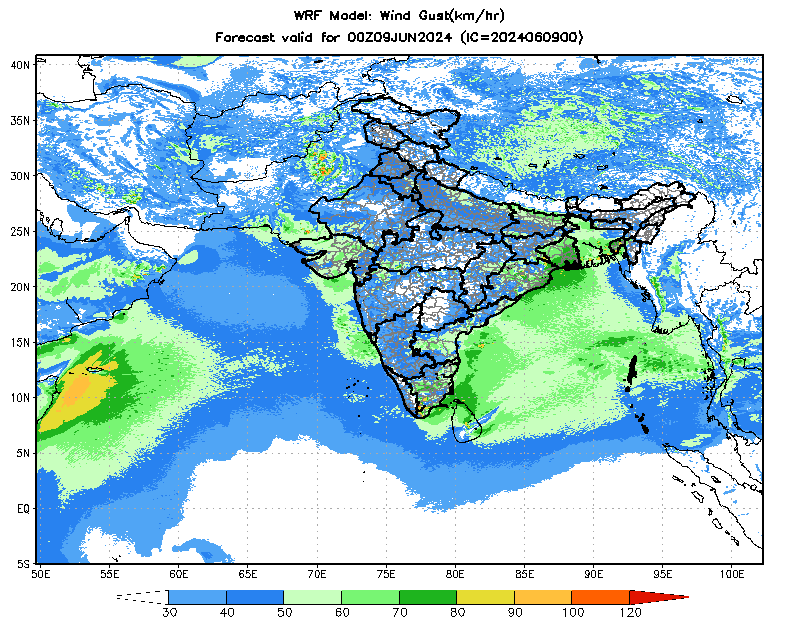 WRF Model: Wind Gust(km/hr)
Forecast valid for 00Z09JUN2024 (IC=2024060900)
40N
35N
30N
25N
20N
15N
10N
5N
EQ
5S
50E 55E 60E 65E 70E 75E 80E 85E 90E 95E 100E
30 40 50 60 70 80 90 100 120